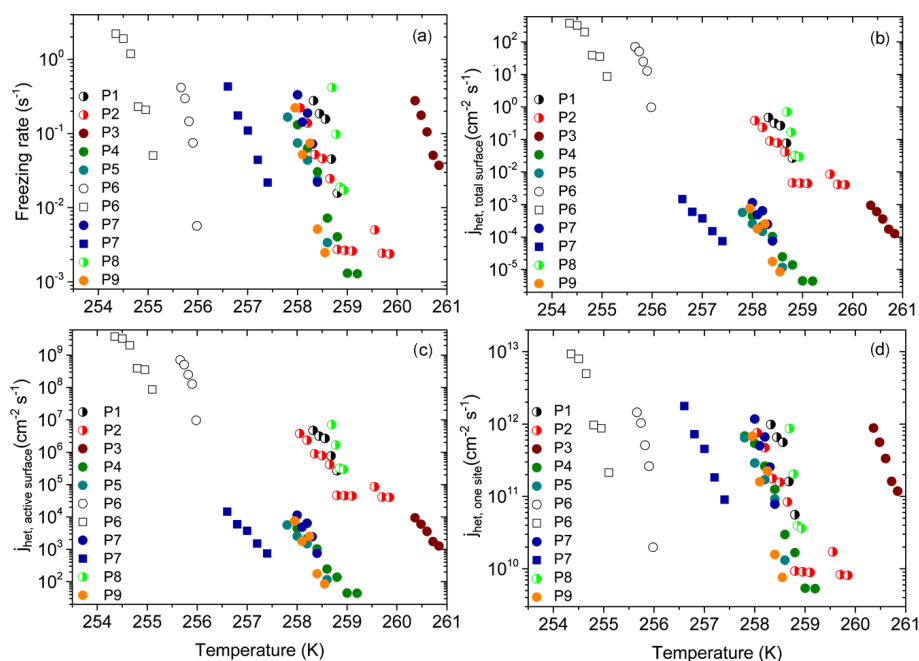 (a)
Freezing rate (s⁻¹)
10⁰
10⁻¹
10⁻²
10⁻³
P1
P2
P3
P4
P5
P6
P6
P7
P7
P8
P9
254 255 256 257 258 259 260 261
(b)
j het, total surface (cm⁻² s⁻¹)
10²
10¹
10⁰
10⁻¹
10⁻²
10⁻³
10⁻⁴
10⁻⁵
P1
P2
P3
P4
P5
P6
P6
P7
P7
P8
P9
254 255 256 257 258 259 260 261
(c)
j het, active surface (cm⁻² s⁻¹)
10⁹
10⁸
10⁷
10⁶
10⁵
10⁴
10³
10²
P1
P2
P3
P4
P5
P6
P6
P7
P7
P8
P9
254 255 256 257 258 259 260 261
Temperature (K)
(d)
j het, one site (cm⁻² s⁻¹)
10¹³
10¹²
10¹¹
10¹⁰
P1
P2
P3
P4
P5
P6
P6
P7
P7
P8
P9
254 255 256 257 258 259 260 261
Temperature (K)